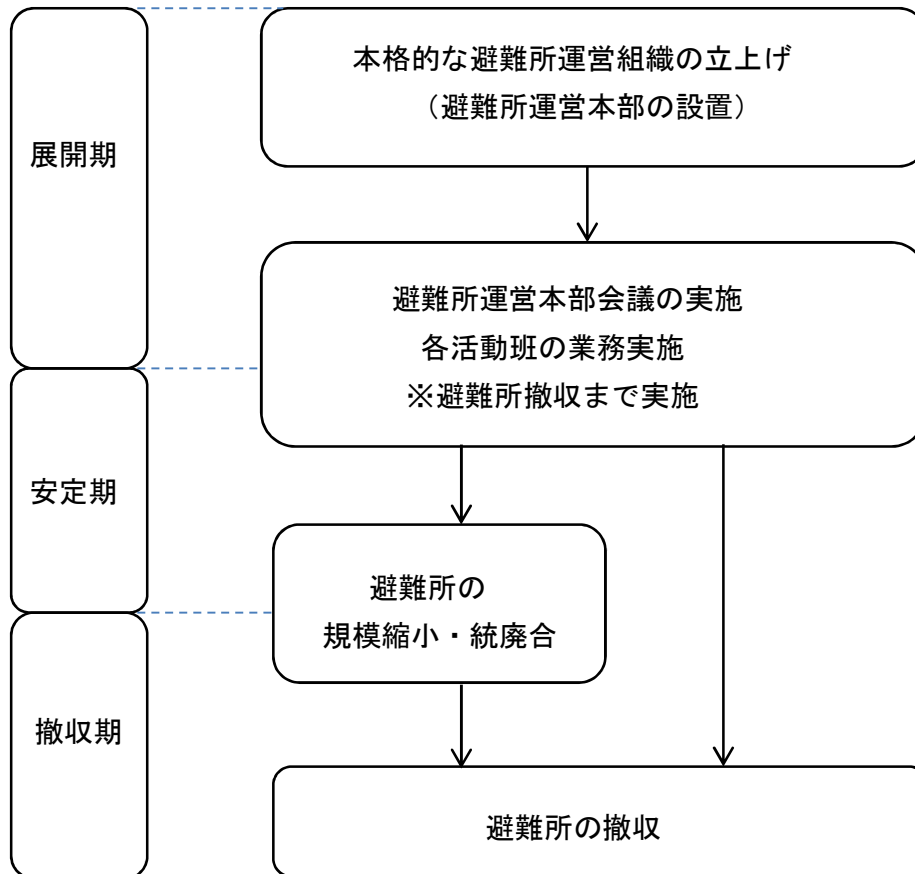 展開期
本格的な避難所運営組織の立上げ
（避難所運営本部の設置）
避難所運営本部会議の実施
各活動班の業務実施
※避難所撤収まで実施
安定期
避難所の
規模縮小・統廃合
撤収期
避難所の撤収